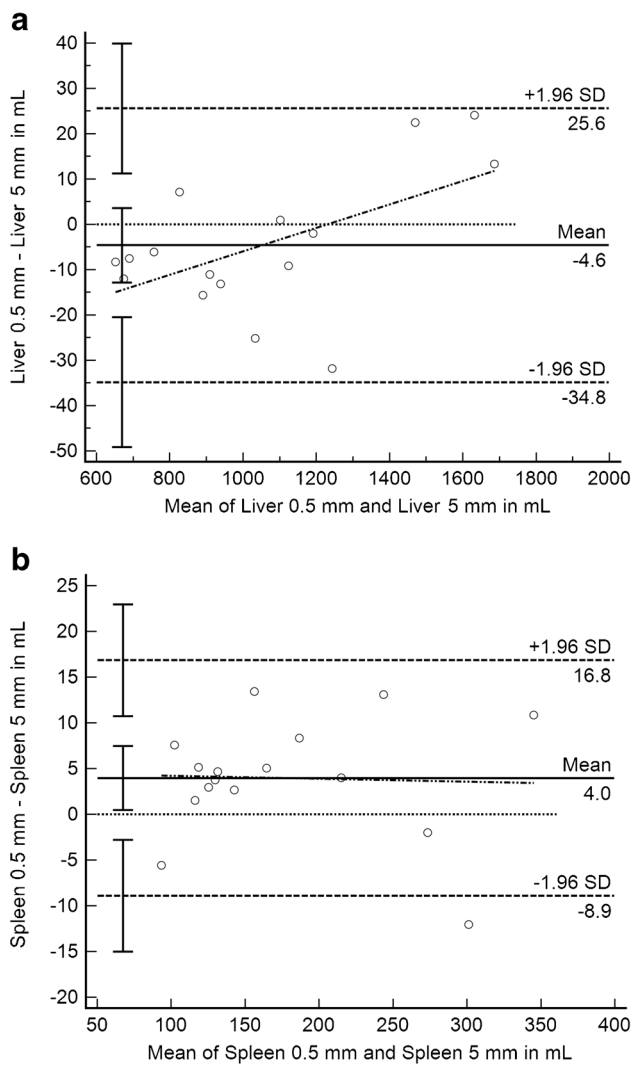 a
40
30
20
10
0
-10
-20
-30
-40
-50
Liver 0.5 mm - Liver 5 mm in mL
+1.96 SD
25.6
Mean
-4.6
-1.96 SD
-34.8
600 800 1000 1200 1400 1600 1800 2000
Mean of Liver 0.5 mm and Liver 5 mm in mL
b
25
20
15
10
5
0
-5
-10
-15
-20
Spleen 0.5 mm - Spleen 5 mm in mL
+1.96 SD
16.8
Mean
4.0
-1.96 SD
-8.9
50 100 150 200 250 300 350 400
Mean of Spleen 0.5 mm and Spleen 5 mm in mL